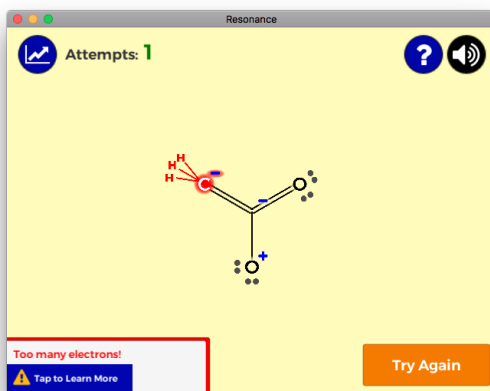 Resonance
Attempts: 1
?
H
H
H
C
-
O
-
O
+
Too many electrons!
Tap to Learn More
Try Again